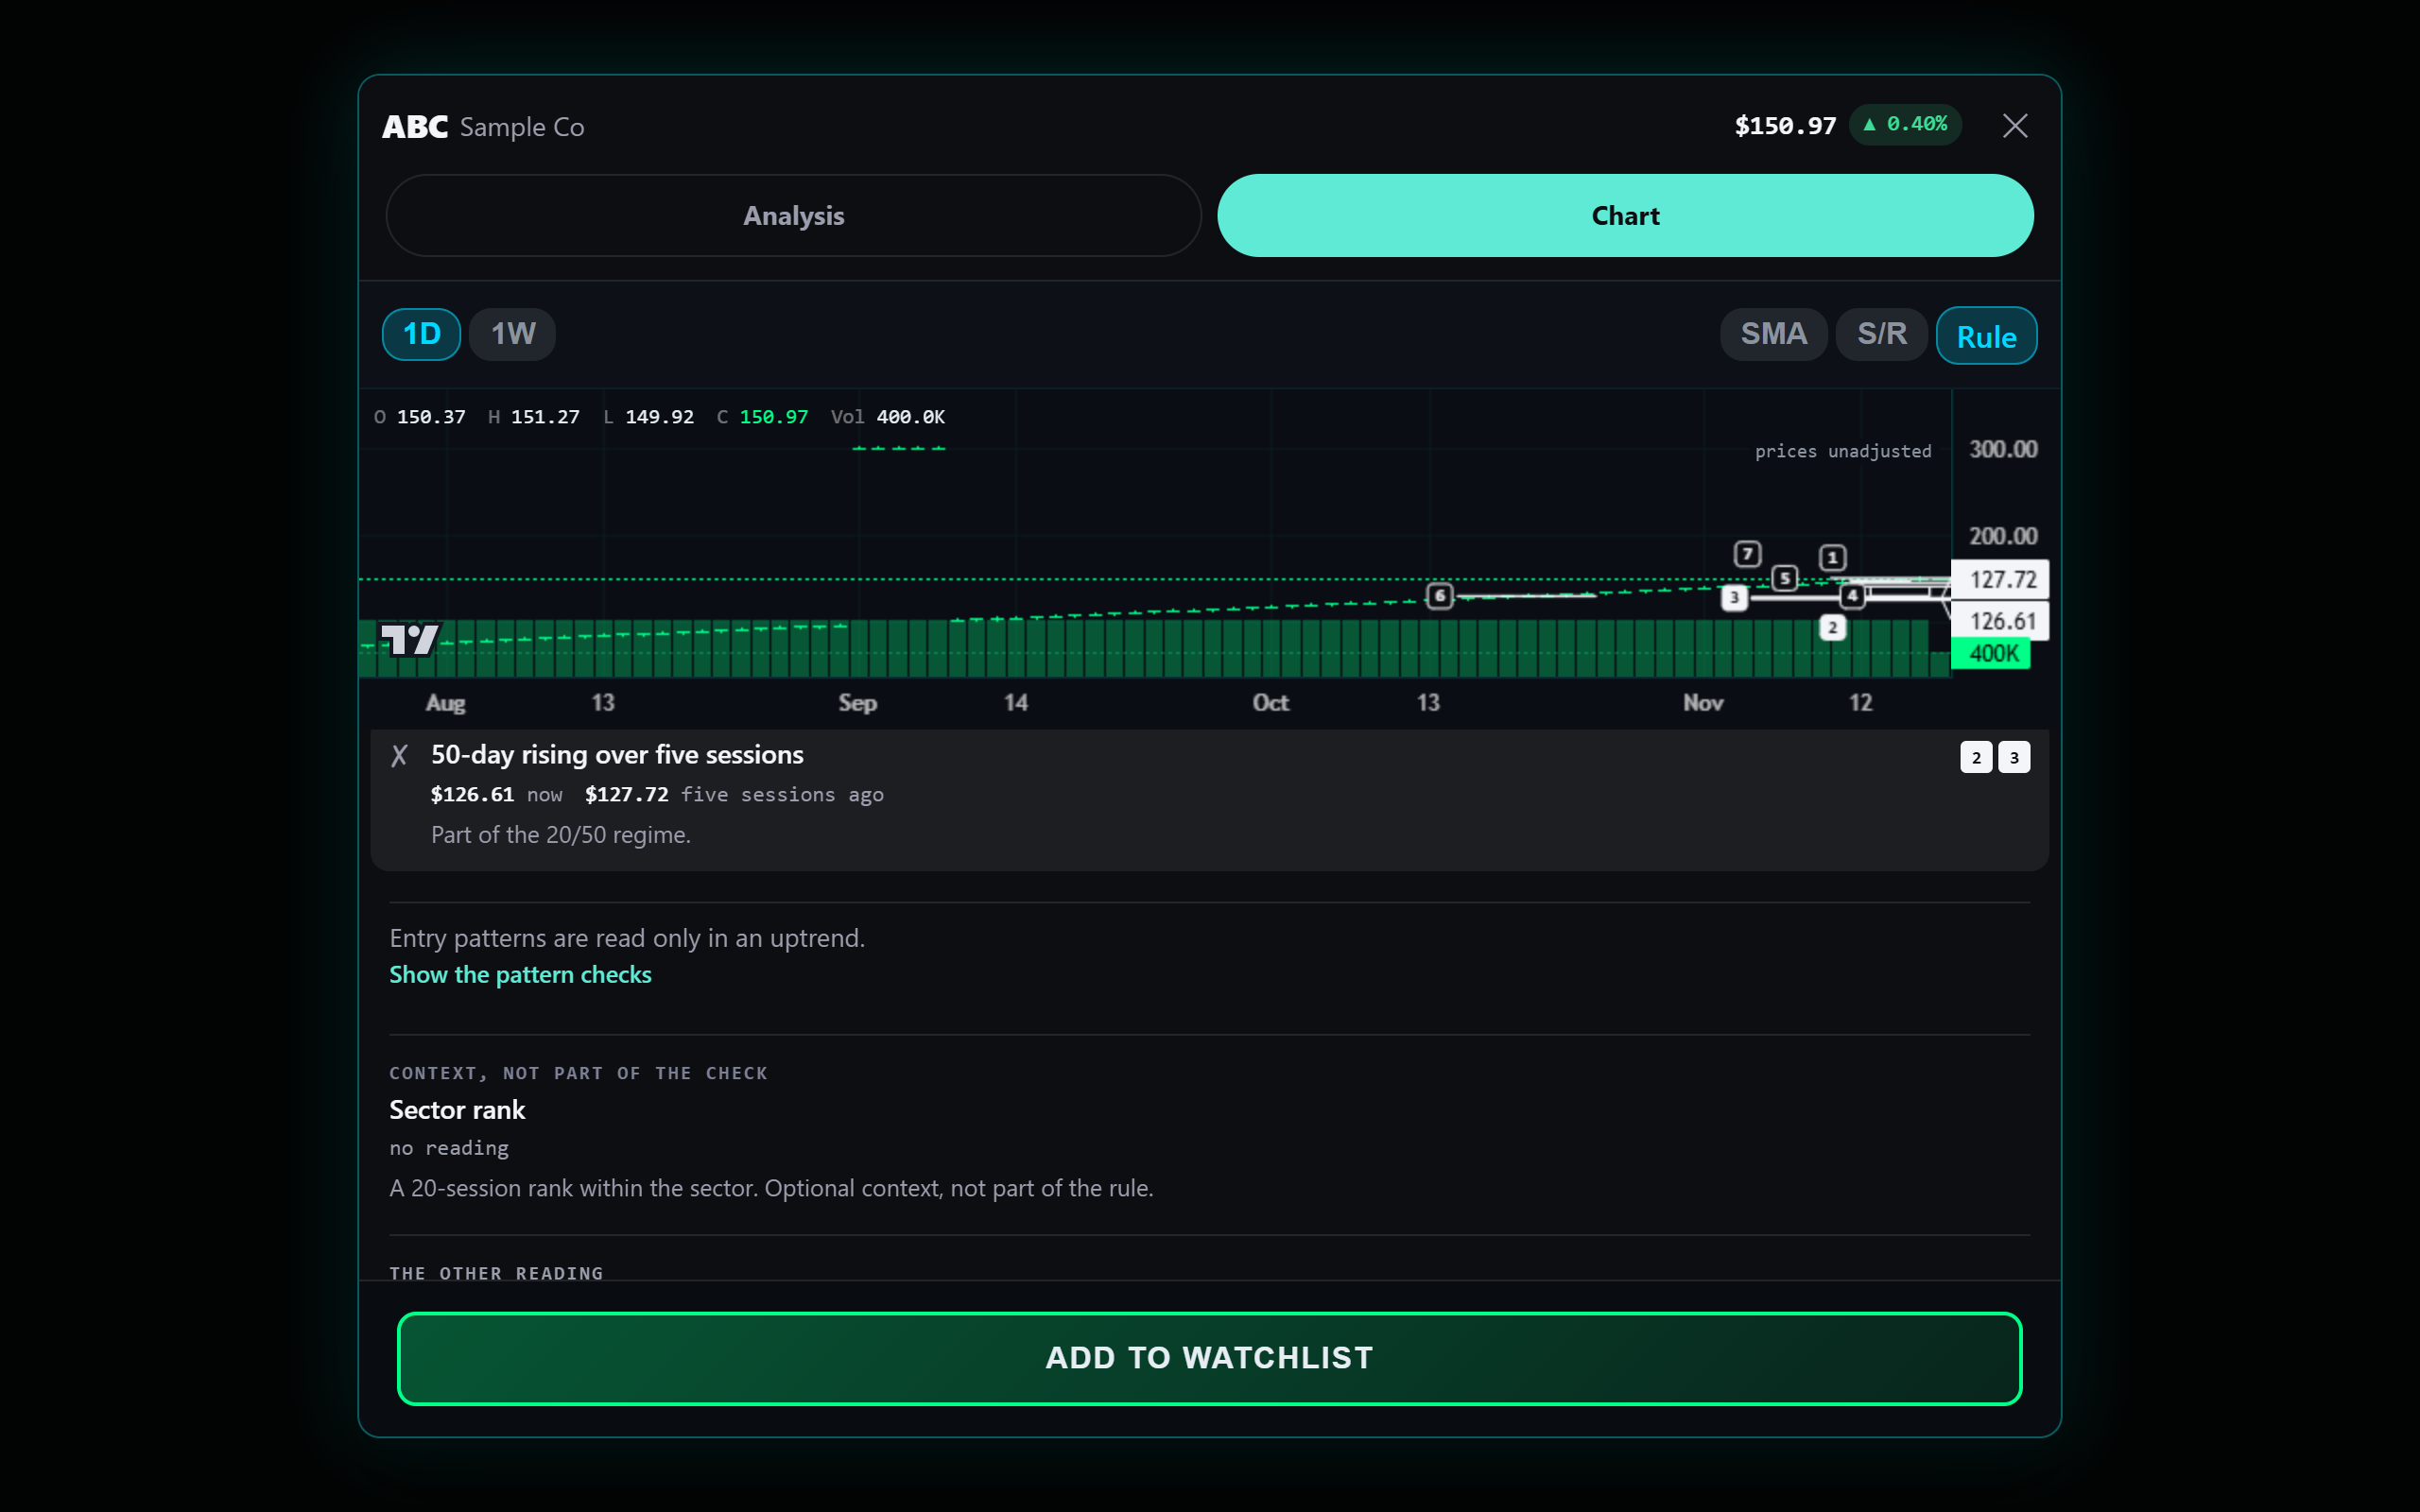 ABC Sample Co $150.97 ▲ 0.40%
Analysis Chart
1D 1W SMA S/R Rule
O 150.37 H 151.27 L 149.92 C 150.97 Vol 400.0K
prices unadjusted 300.00
200.00
7 1
5 127.72
6 3 4
2 126.61
400K
Aug 13 Sep 14 Oct 13 Nov 12
X 50-day rising over five sessions 2 3
$126.61 now $127.72 five sessions ago
Part of the 20/50 regime.
Entry patterns are read only in an uptrend.
Show the pattern checks
CONTEXT, NOT PART OF THE CHECK
Sector rank
no reading
A 20-session rank within the sector. Optional context, not part of the rule.
THE OTHER READING
ADD TO WATCHLIST